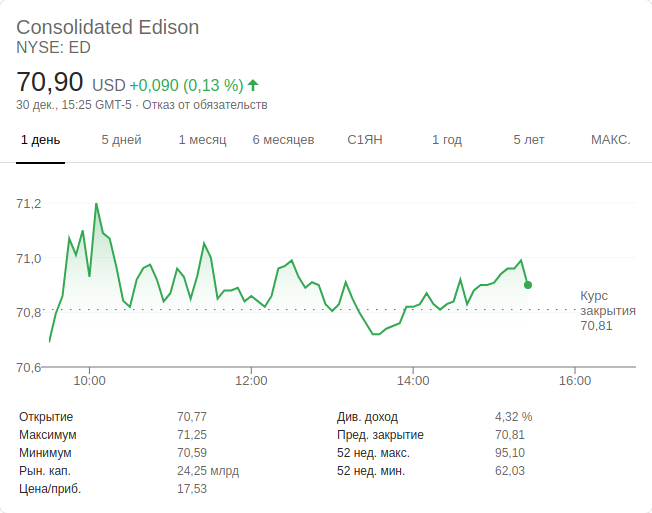 Consolidated Edison
NYSE: ED
70,90 USD +0,090 (0,13 %)
30 дек., 15:25 GMT-5 · Отказ от обязательств
1 день 5 дней 1 месяц 6 месяцев С1ЯН 1 год 5 лет МАКС.
71,2
71,0
70,8
70,6
Курс
закрытия
70,81
10:00 12:00 14:00 16:00
Открытие 70,77 Див. доход 4,32 %
Максимум 71,25 Пред. закрытие 70,81
Минимум 70,59 52 нед. макс. 95,10
Рын. кап. 24,25 млрд 52 нед. мин. 62,03
Цена/приб. 17,53